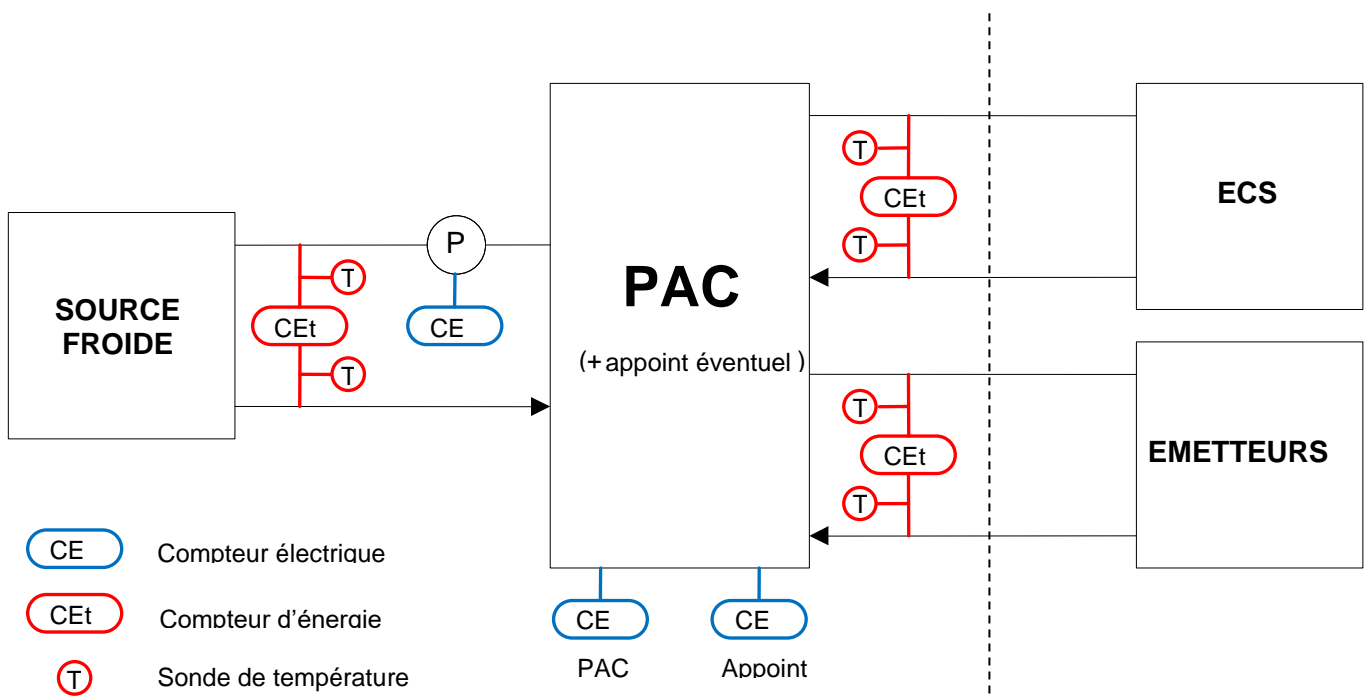 SOURCE
FROIDE
T
CEt
T
P
CE
PAC
(+ appoint éventuel )
T
CEt
T
ECS
T
CEt
T
EMETTEURS
CE
PAC
CE
Appoint
CE Compteur électrique
CEt Compteur d'énergie
T Sonde de température